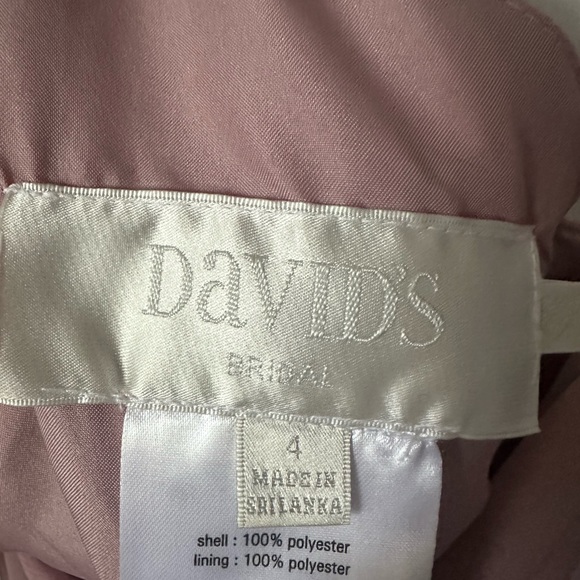 DaVID'S
BRIDAL
4
MADE IN
SRI LANKA
shell : 100% polyester
lining : 100% polyester